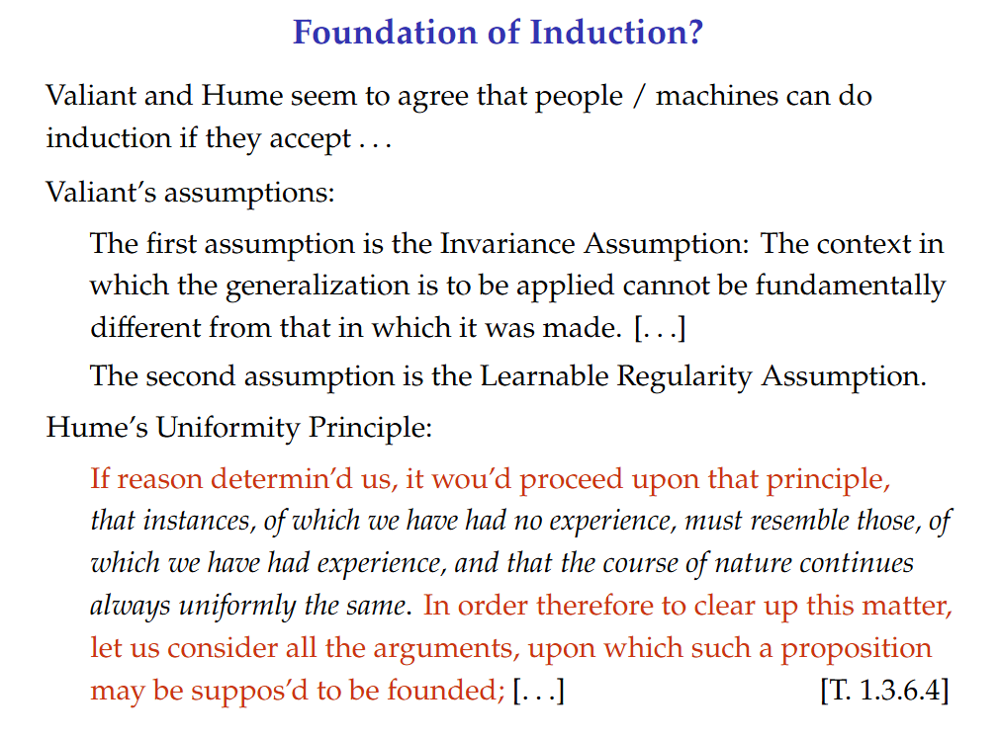 Foundation of Induction?
Valiant and Hume seem to agree that people / machines can do
induction if they accept . . .
Valiant’s assumptions:
The first assumption is the Invariance Assumption: The context in
which the generalization is to be applied cannot be fundamentally
different from that in which it was made. [. . .]
The second assumption is the Learnable Regularity Assumption.
Hume’s Uniformity Principle:
If reason determin’d us, it wou’d proceed upon that principle,
that instances, of which we have had no experience, must resemble those, of
which we have had experience, and that the course of nature continues
always uniformly the same. In order therefore to clear up this matter,
let us consider all the arguments, upon which such a proposition
may be suppos’d to be founded; [. . .] [T. 1.3.6.4]